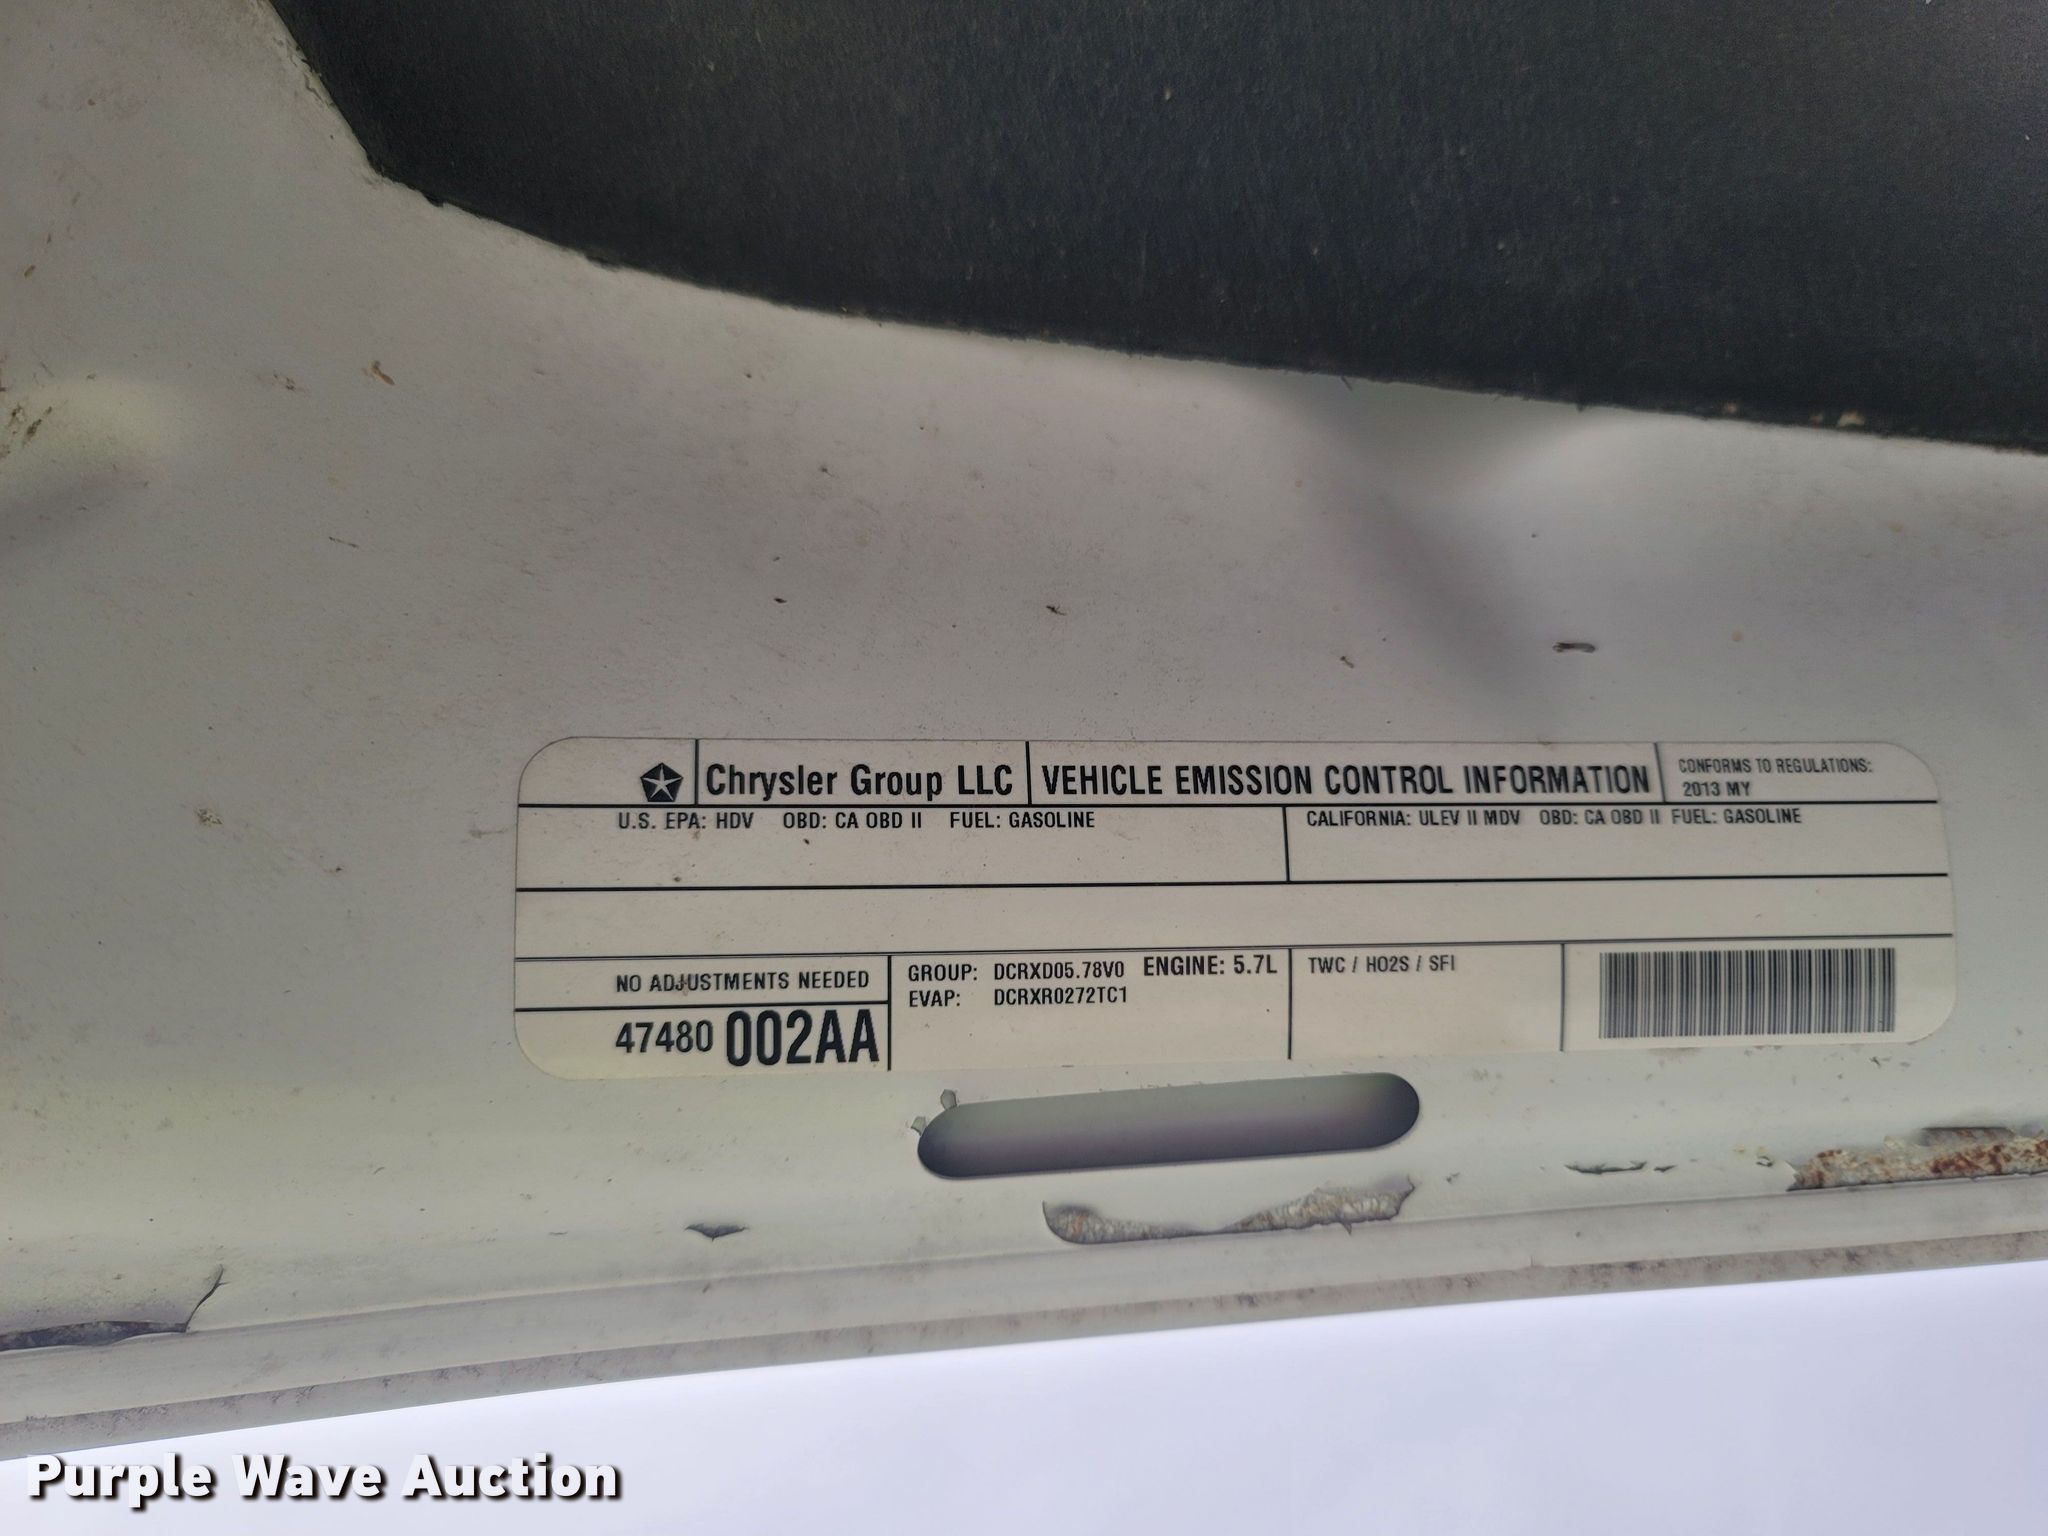 Chrysler Group LLC VEHICLE EMISSION CONTROL INFORMATION CONFORMS TO REGULATIONS:
2013 MY
U.S. EPA: HDV OBD: CA OBD II FUEL: GASOLINE CALIFORNIA: ULEV II MDV OBD: CA OBD II FUEL: GASOLINE
NO ADJUSTMENTS NEEDED
47480 002AA
GROUP: DCRXD05.78V0 ENGINE: 5.7L
EVAP: DCRXR0272TC1
TWC / HO2S / SFI
Purple Wave Auction